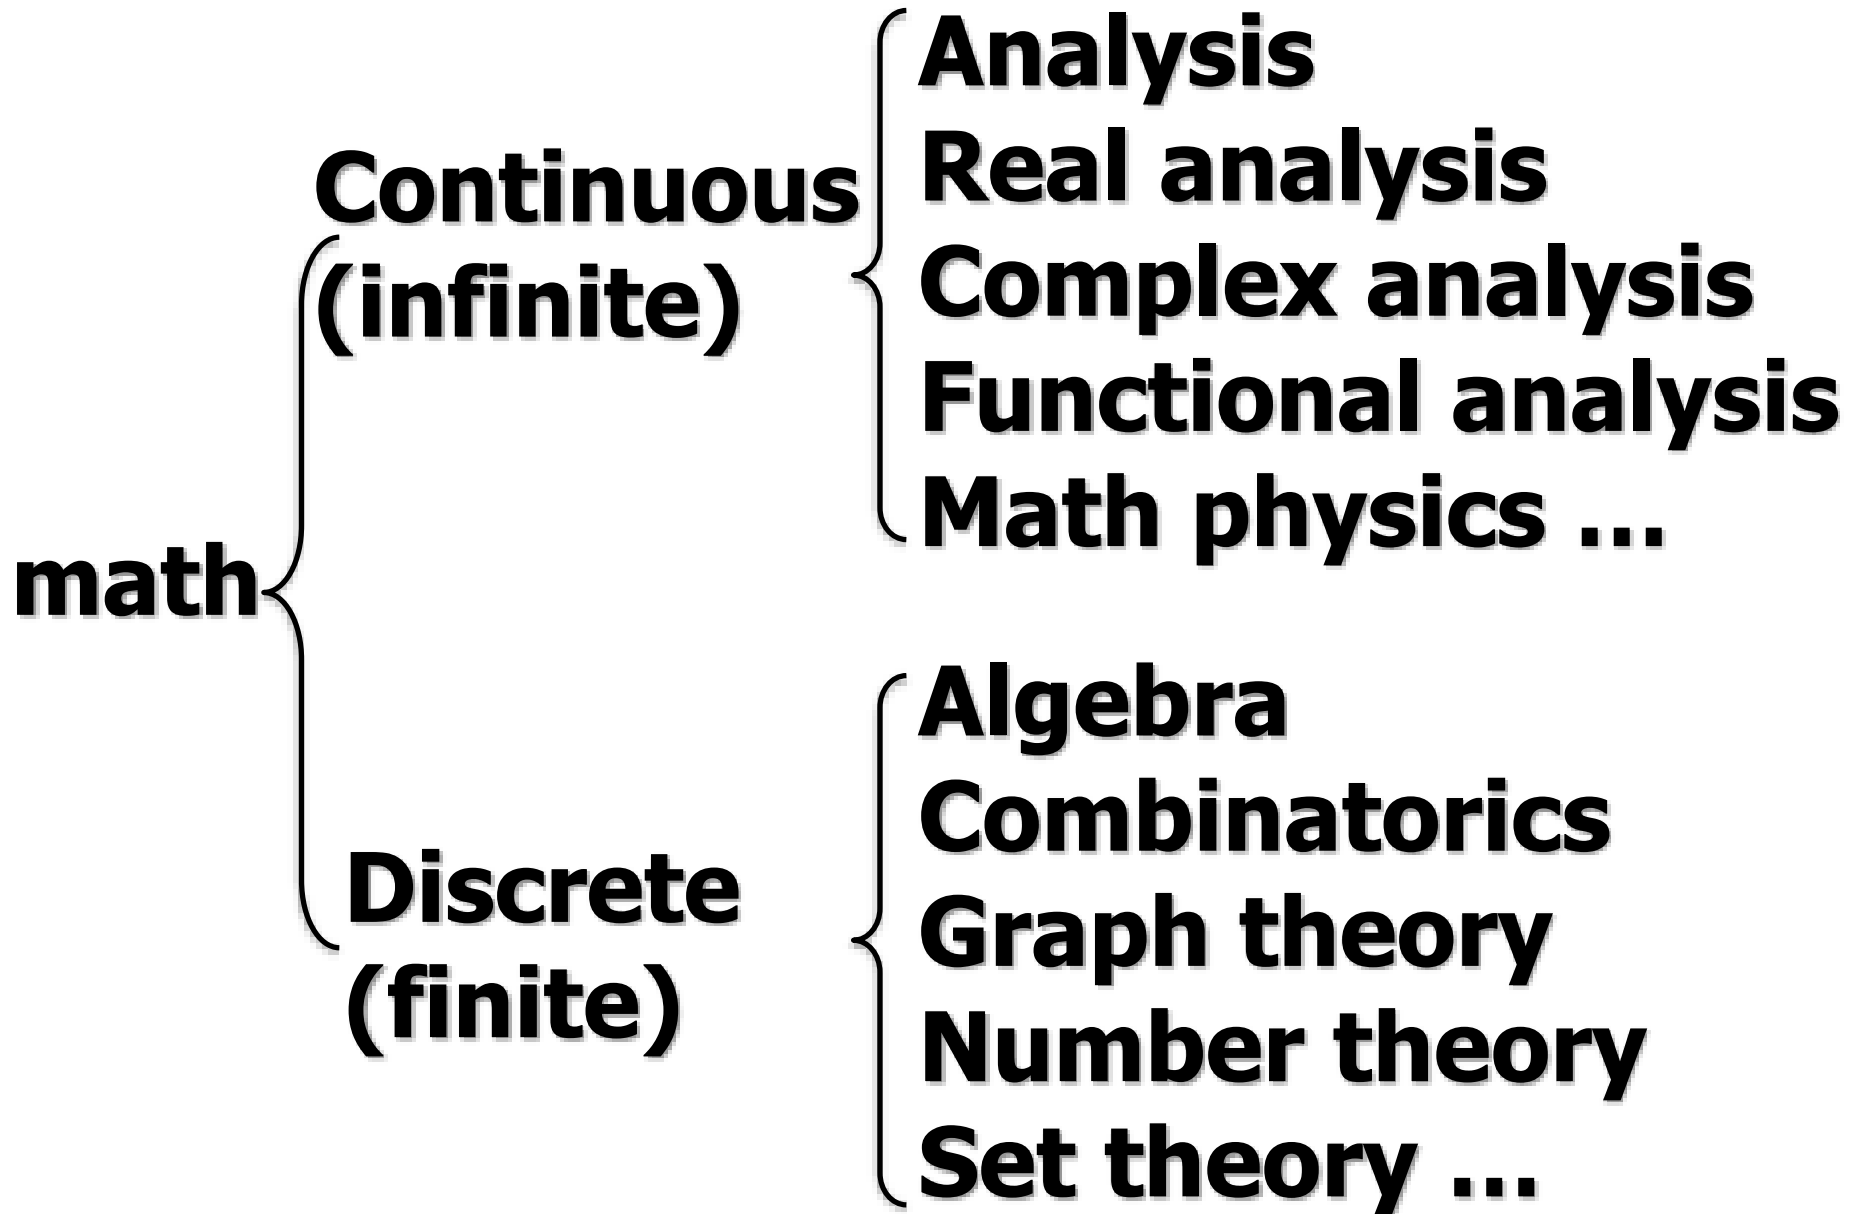 math
Continuous
(infinite)
Analysis
Real analysis
Complex analysis
Functional analysis
Math physics ...
Discrete
(finite)
Algebra
Combinatorics
Graph theory
Number theory
Set theory ...